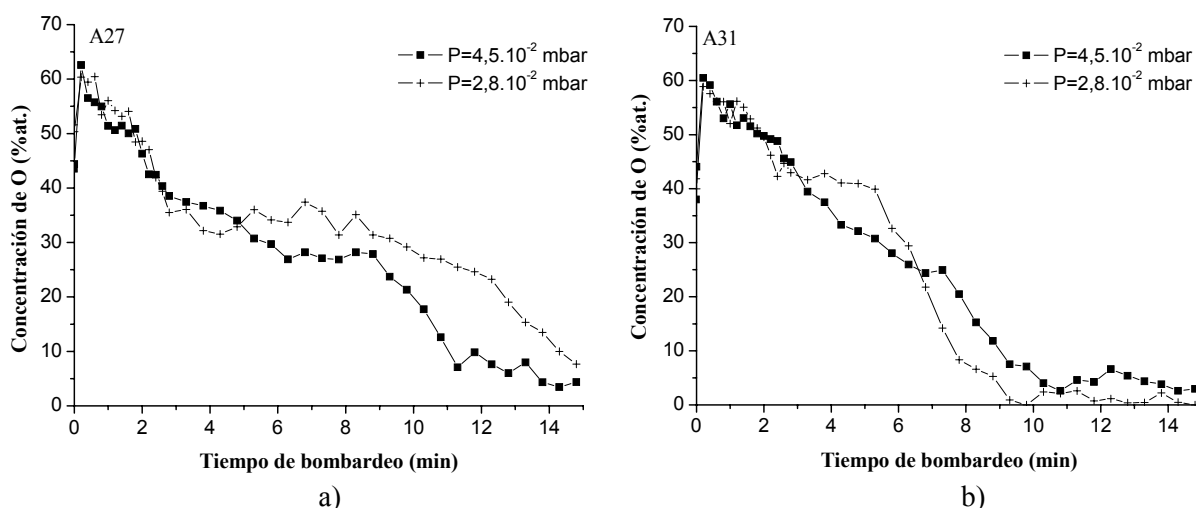 A27
P=4,5.10⁻² mbar
P=2,8.10⁻² mbar
Concentración de O (%at.)
70
60
50
40
30
20
10
0
0 2 4 6 8 10 12 14
Tiempo de bombardeo (min)
a)
A31
P=4,5.10⁻² mbar
P=2,8.10⁻² mbar
Concentración de O (%at.)
70
60
50
40
30
20
10
0
0 2 4 6 8 10 12 14
Tiempo de bombardeo (min)
b)